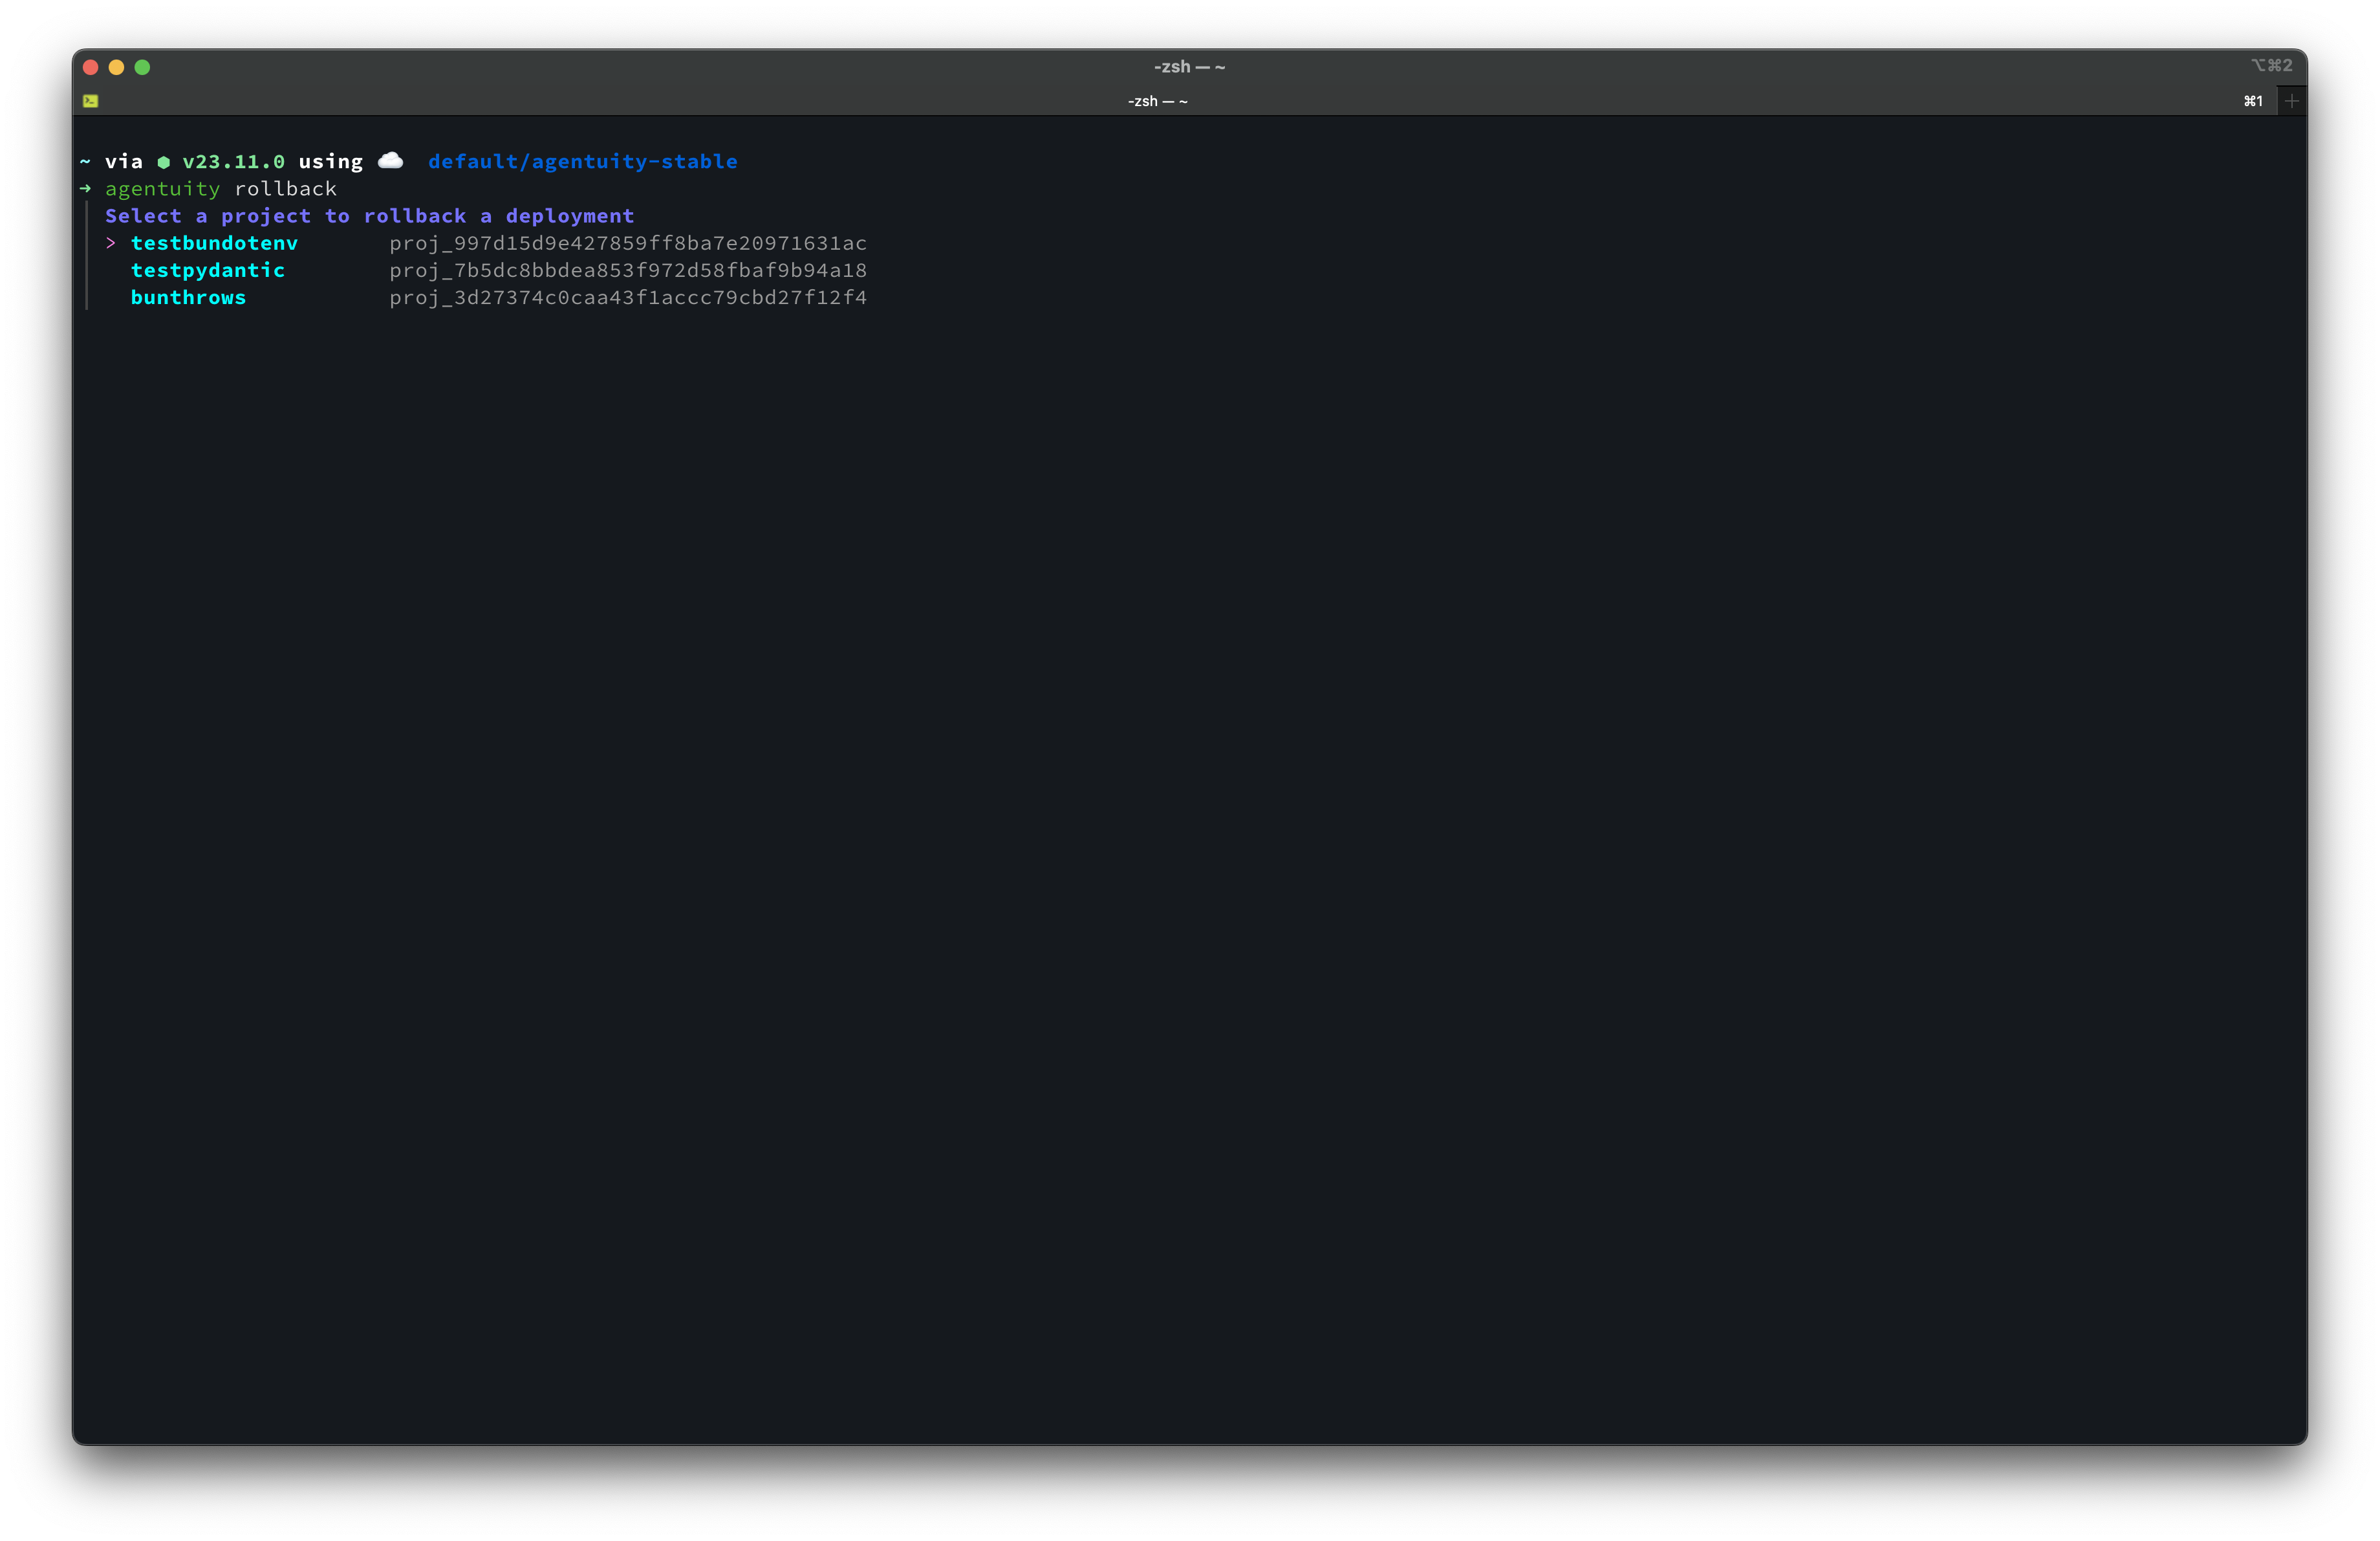 -zsh — ~
⌥⌘2
-zsh — ~
⌘1
~ via ⬢ v23.11.0 using ☁️ default/agentuity-stable
→ agentuity rollback
Select a project to rollback a deployment
> testbundotenv proj_997d15d9e427859ff8ba7e20971631ac
testpydantic proj_7b5dc8bbdea853f972d58fbaf9b94a18
bunthrows proj_3d27374c0caa43f1accc79cbd27f12f4